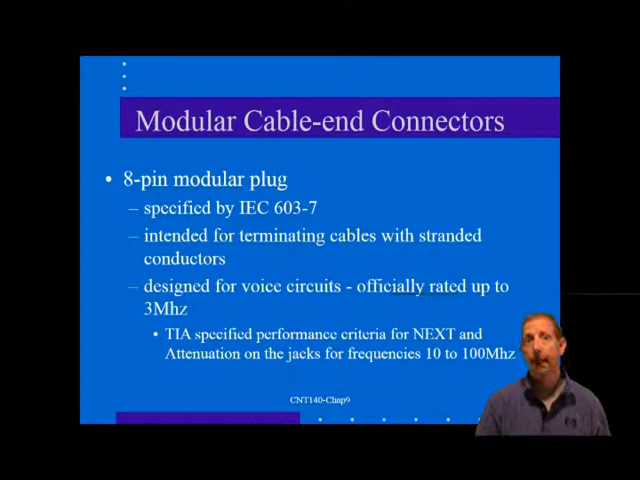 Modular Cable-end Connectors
• 8-pin modular plug
– specified by IEC 603-7
– intended for terminating cables with stranded
conductors
– designed for voice circuits - officially rated up to
3Mhz
• TIA specified performance criteria for NEXT and
Attenuation on the jacks for frequencies 10 to 100Mhz
CNT140-Chap9